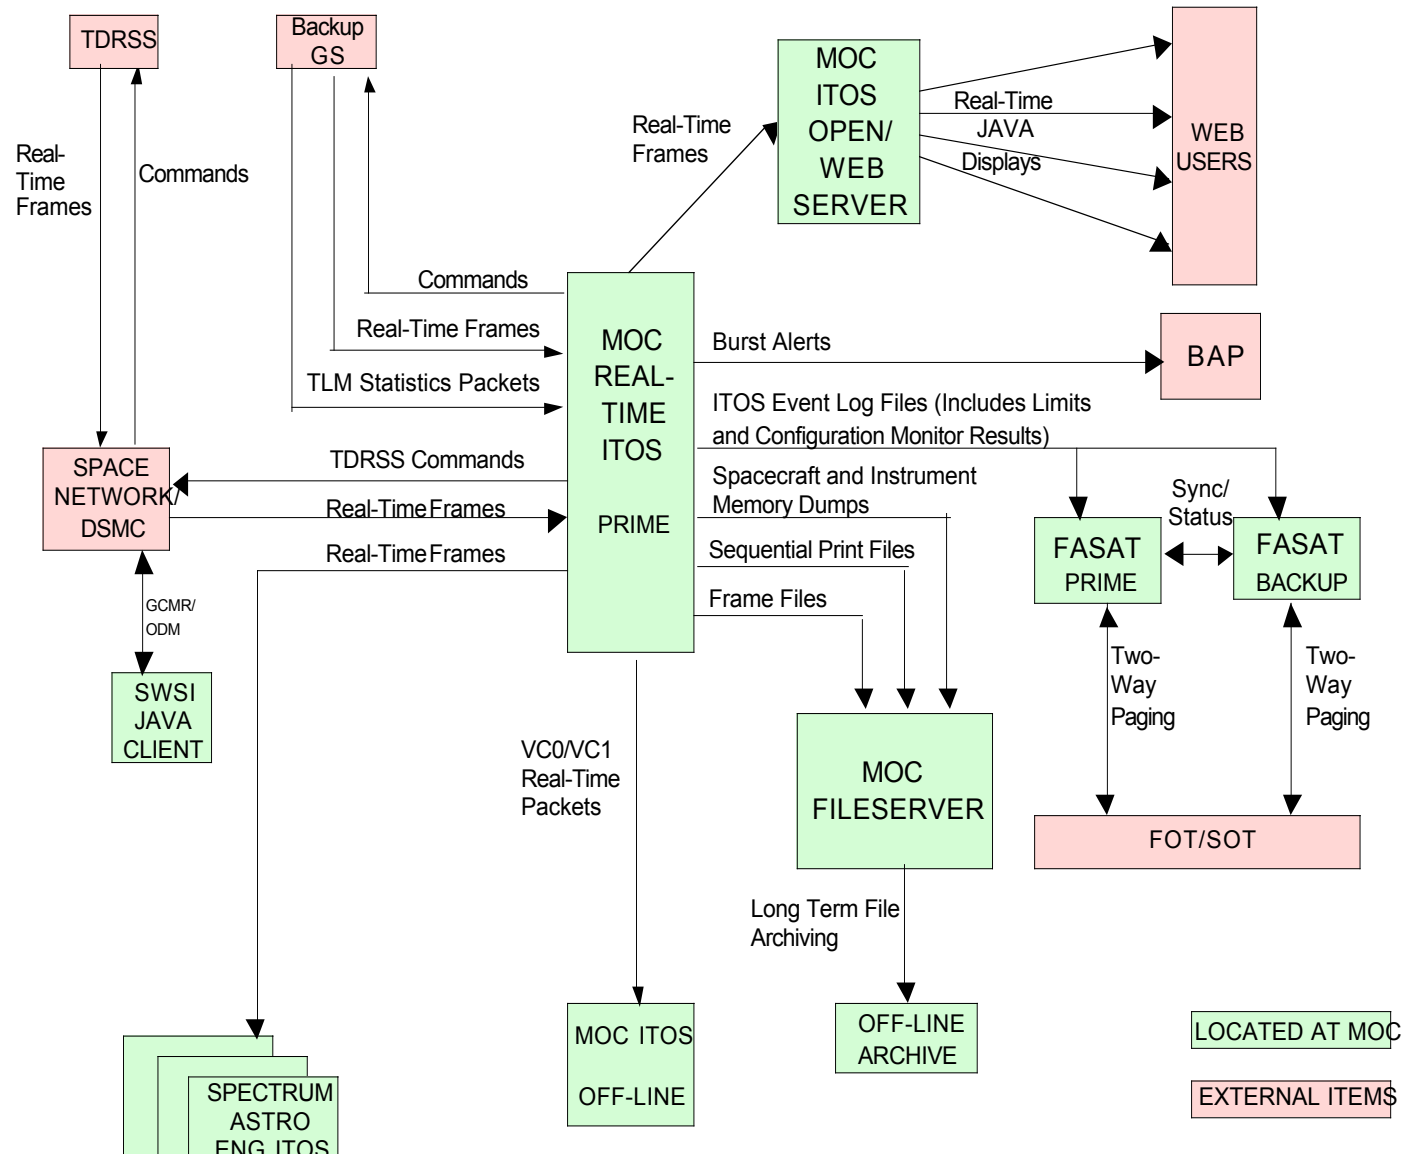 TDRSS
Backup
GS
Real-
Time
Frames
Commands
Real-Time
Frames
MOC
ITOS
OPEN/
WEB
SERVER
Real-Time
JAVA
Displays
WEB
USERS
Commands
Real-Time Frames
TLM Statistics Packets
MOC
REAL-
TIME
ITOS
PRIME
Burst Alerts
BAP
ITOS Event Log Files (Includes Limits
and Configuration Monitor Results)
SPACE
NETWORK/
DSMC
TDRSS Commands
Real-Time Frames
Real-Time Frames
Spacecraft and Instrument
Memory Dumps
Sequential Print Files
Frame Files
Sync/
Status
FASAT
PRIME
FASAT
BACKUP
GCMR/
ODM
SWSI
JAVA
CLIENT
Two-
Way
Paging
Two-
Way
Paging
VC0/VC1
Real-Time
Packets
MOC
FILESERVER
FOT/SOT
Long Term File
Archiving
MOC ITOS
OFF-LINE
OFF-LINE
ARCHIVE
LOCATED AT MOC
EXTERNAL ITEMS
SPECTRUM
ASTRO
ENG ITOS